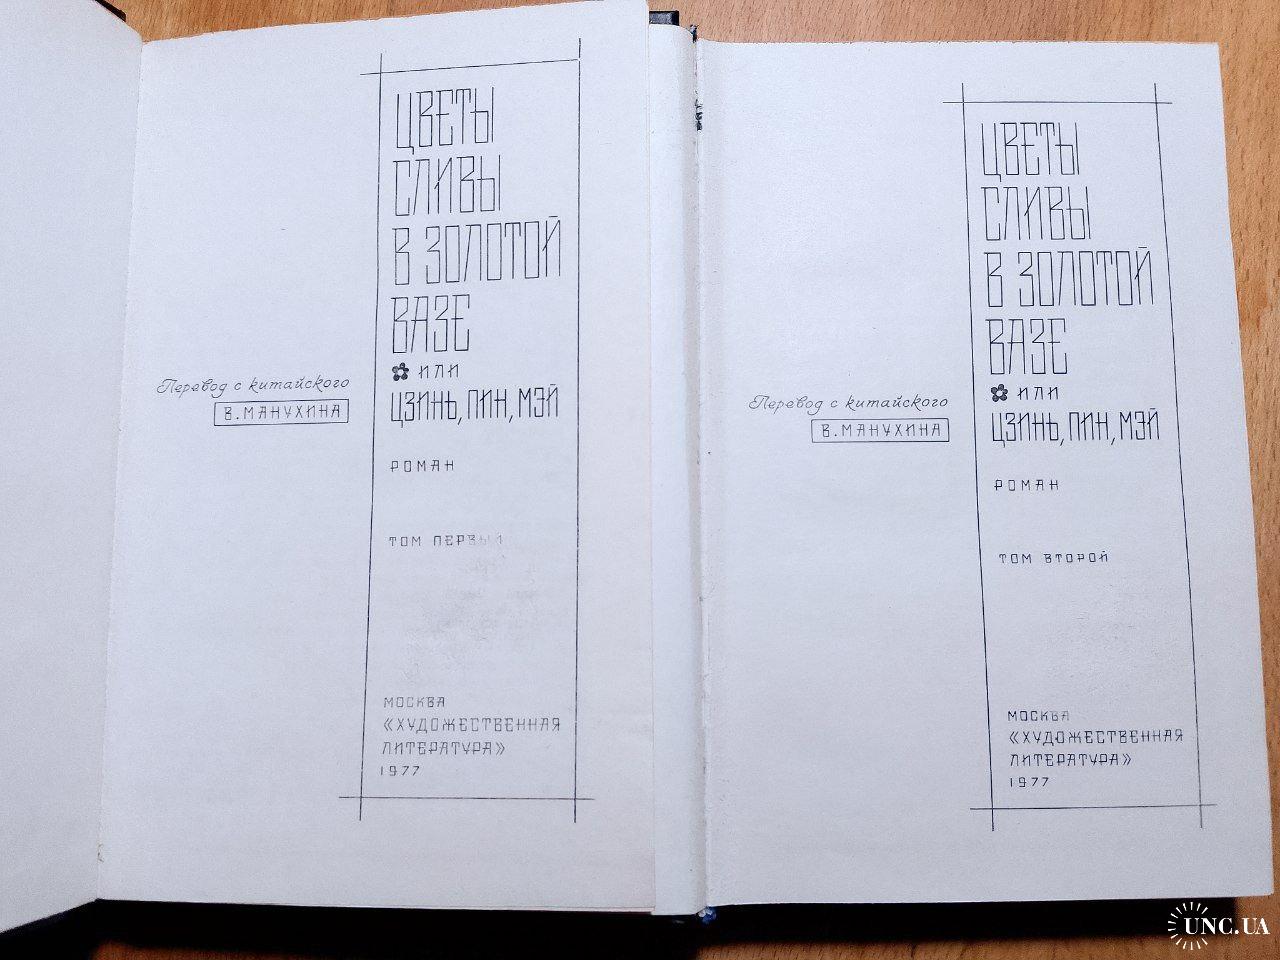 ЦВЕТЫ
СЛИВЫ
В ЗОЛОТОЙ
ВАЗЕ
ИЛИ
ЦЗИНЬ, ПИН, МЭЙ
Перевод с китайского
В. МАНУХИНА
РОМАН
ТОМ ПЕРВЫЙ
МОСКВА
«ХУДОЖЕСТВЕННАЯ
ЛИТЕРАТУРА»
1977
ЦВЕТЫ
СЛИВЫ
В ЗОЛОТОЙ
ВАЗЕ
ИЛИ
ЦЗИНЬ, ПИН, МЭЙ
Перевод с китайского
В. МАНУХИНА
РОМАН
ТОМ ВТОРОЙ
МОСКВА
«ХУДОЖЕСТВЕННАЯ
ЛИТЕРАТУРА»
1977
UNC.UA